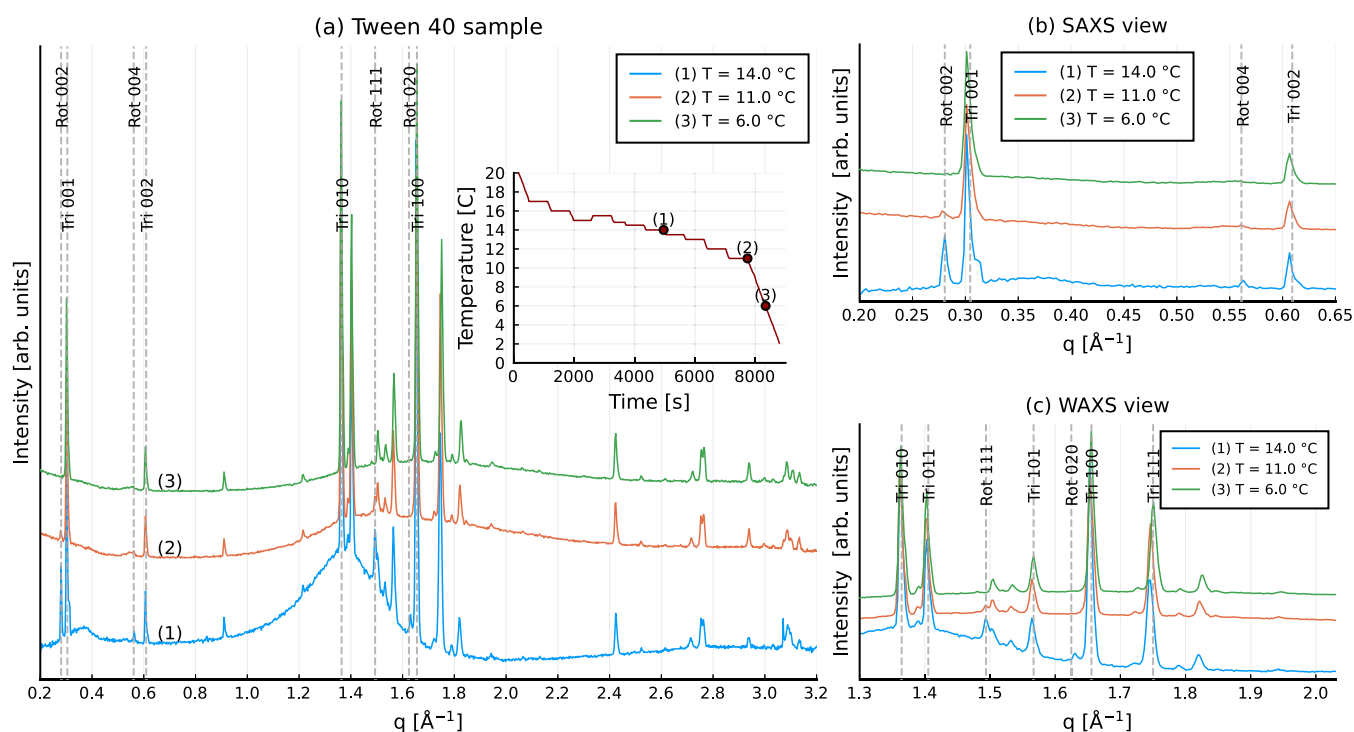 (a) Tween 40 sample
Intensity [arb. units]
Rot 002
Tri 001
Rot 004
Tri 002
Tri 010
Rot 111
Rot 020
Tri 100
(1) T = 14.0 °C
(2) T = 11.0 °C
(3) T = 6.0 °C
Temperature [C]
20
18
16
14
12
10
8
6
4
2
0
(1)
(2)
(3)
0 2000 4000 6000 8000
Time [s]
(3)
(2)
(1)
0.2 0.4 0.6 0.8 1.0 1.2 1.4 1.6 1.8 2.0 2.2 2.4 2.6 2.8 3.0 3.2
q [Å⁻¹]
(b) SAXS view
Intensity [arb. units]
Rot 002
Tri 001
Rot 004
Tri 002
(1) T = 14.0 °C
(2) T = 11.0 °C
(3) T = 6.0 °C
0.20 0.25 0.30 0.35 0.40 0.45 0.50 0.55 0.60 0.65
q [Å⁻¹]
(c) WAXS view
Intensity [arb. units]
Tri 010
Tri 011
Rot 111
Tri 101
Rot 020
Tri 100
Tri 111
(1) T = 14.0 °C
(2) T = 11.0 °C
(3) T = 6.0 °C
1.3 1.4 1.5 1.6 1.7 1.8 1.9 2.0
q [Å⁻¹]